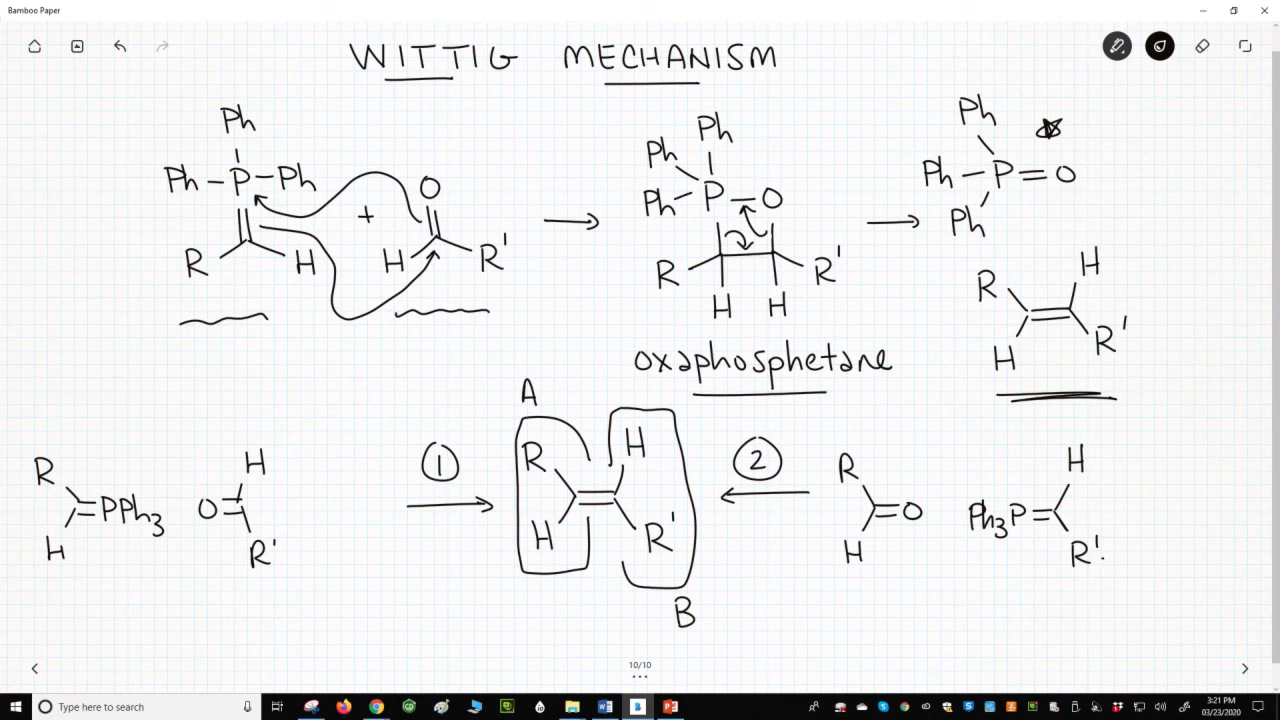 Bamboo Paper
WITTIG MECHANISM
Ph
Ph P Ph
R H
+
O
H R'
Ph
Ph
Ph P O
R R'
H H
Ph
Ph P O
Ph
R H
H R'
oxaphosphetane
A
R H
H R'
B
1
2
R
PPh3
H
H
O
R'
R
O
H
H
Ph3P
R'
10/10
Type here to search
3:21 PM
03/23/2020